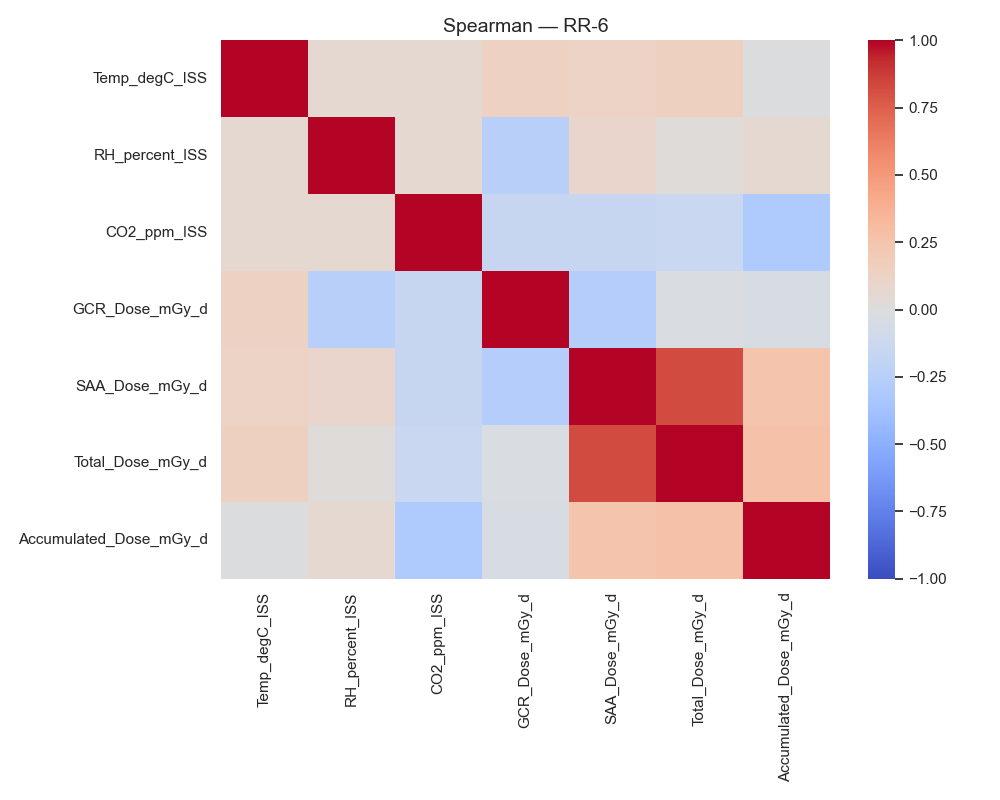 Spearman — RR-6
Temp_degC_ISS
RH_percent_ISS
CO2_ppm_ISS
GCR_Dose_mGy_d
SAA_Dose_mGy_d
Total_Dose_mGy_d
Accumulated_Dose_mGy_d
Temp_degC_ISS
RH_percent_ISS
CO2_ppm_ISS
GCR_Dose_mGy_d
SAA_Dose_mGy_d
Total_Dose_mGy_d
Accumulated_Dose_mGy_d
1.00
0.75
0.50
0.25
0.00
−0.25
−0.50
−0.75
−1.00